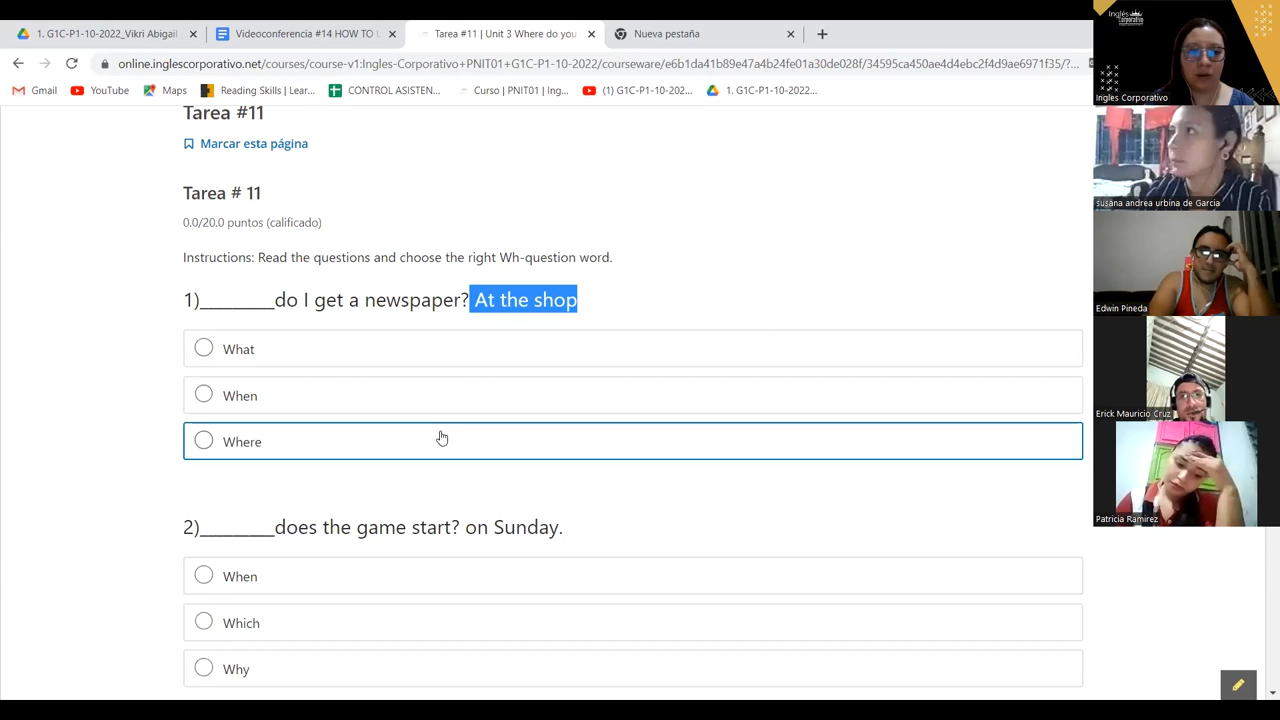 1. G1C-P1-10-2022_Vikri Abigail
Videoconferencia #14 HOW TO U
Tarea #11 | Unit 3 Where do you
Nueva pestaña
online.inglescorporativo.net/courses/course-v1:Ingles-Corporativo+PNIT01+G1C-P1-10-2022/courseware/e6b1da41b89e47a4b24fe01a30de028f/34595ca450ae4d4ebc2f4d9ae6971f35/?...
Gmail
YouTube
Maps
Reading Skills | Lear...
CONTROL ASISTEN...
Curso | PNIT01 | Ing...
(1) G1C-P1-10-2022...
1. G1C-P1-10-2022...
Tarea #11
Marcar esta página
Tarea # 11
0.0/20.0 puntos (calificado)
Instructions: Read the questions and choose the right Wh-question word.
1)_________do I get a newspaper? At the shop
What
When
Where
2)_________does the game start? on Sunday.
When
Which
Why
Inglés
Corporativo
Ingles Corporativo
susana andrea urbina de Garcia
Edwin Pineda
Erick Mauricio Cruz
Patricia Ramirez